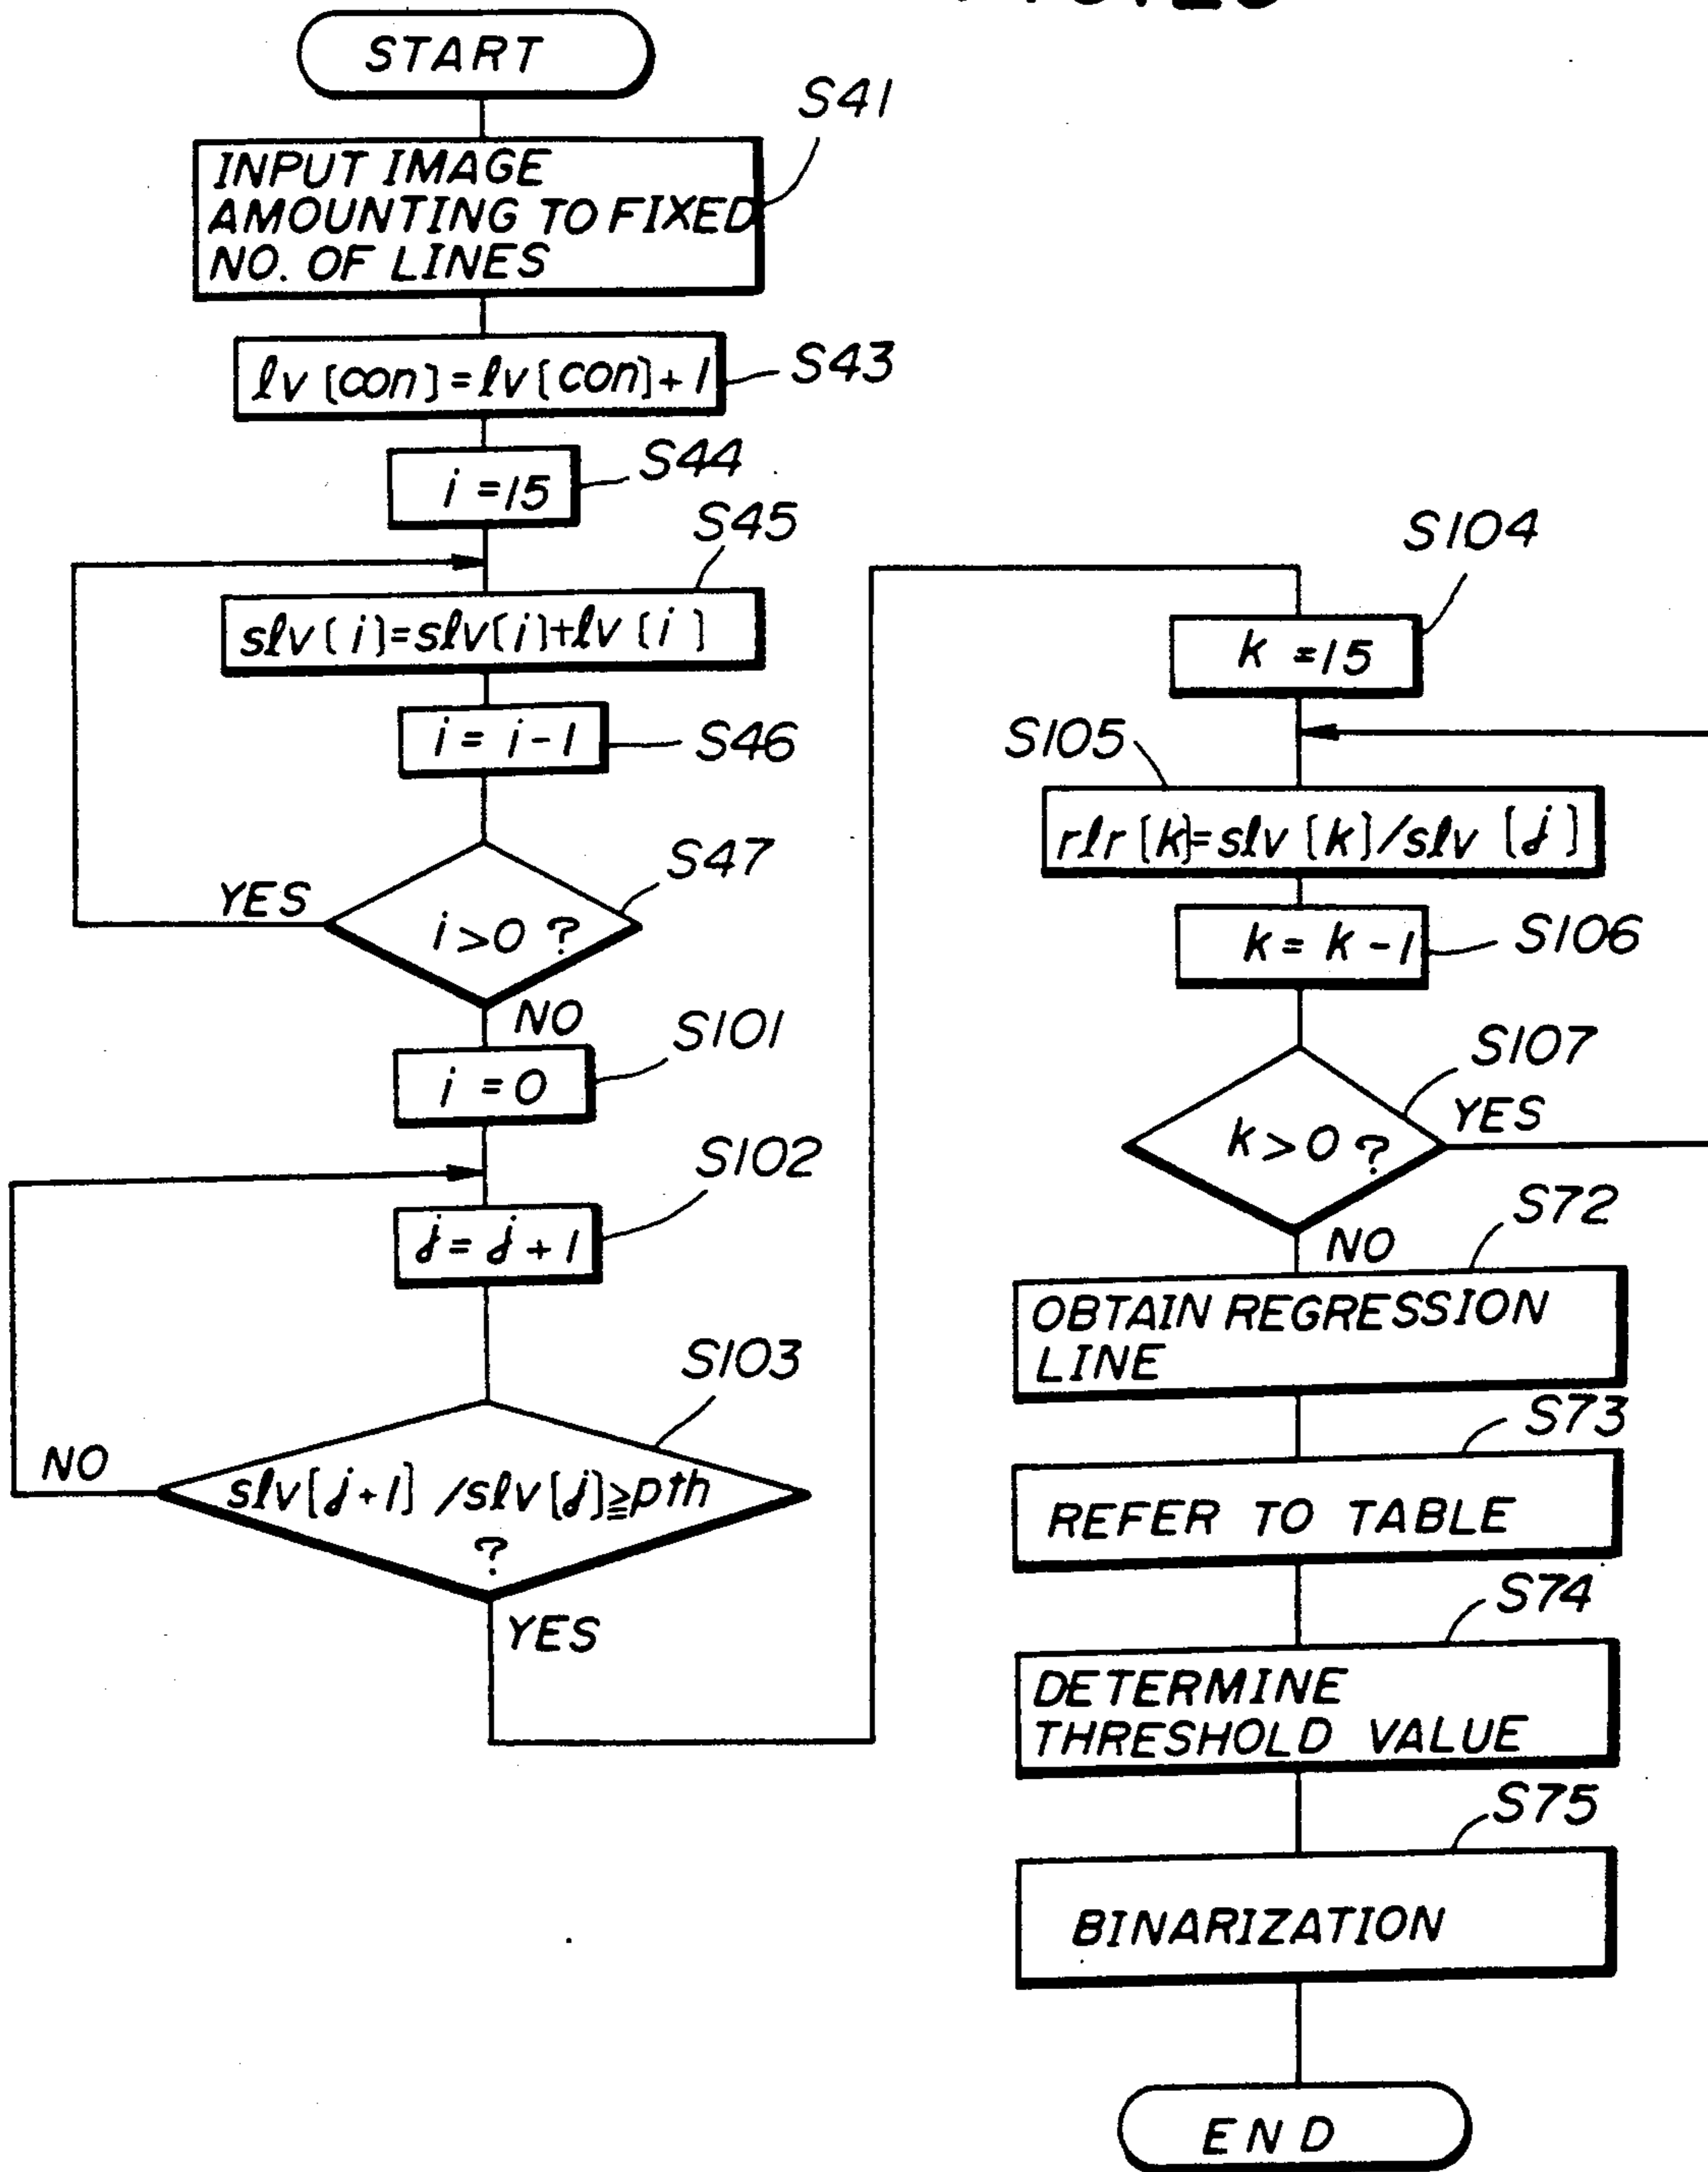 START
S41
INPUT IMAGE
AMOUNTING TO FIXED
NO. OF LINES
lv[con]=lv[con]+1
S43
i=15
S44
S45
slv[i]=slv[i]+lv[i]
i=i-1
S46
S47
YES
i>0?
NO
S101
i=0
S102
j=j+1
S103
NO
slv[j+1]/slv[j]≧pth
?
YES
S104
k=15
S105
rlr[k]=slv[k]/slv[j]
k=k-1
S106
S107
YES
k>0?
S72
NO
OBTAIN REGRESSION
LINE
S73
REFER TO TABLE
S74
DETERMINE
THRESHOLD VALUE
S75
BINARIZATION
END